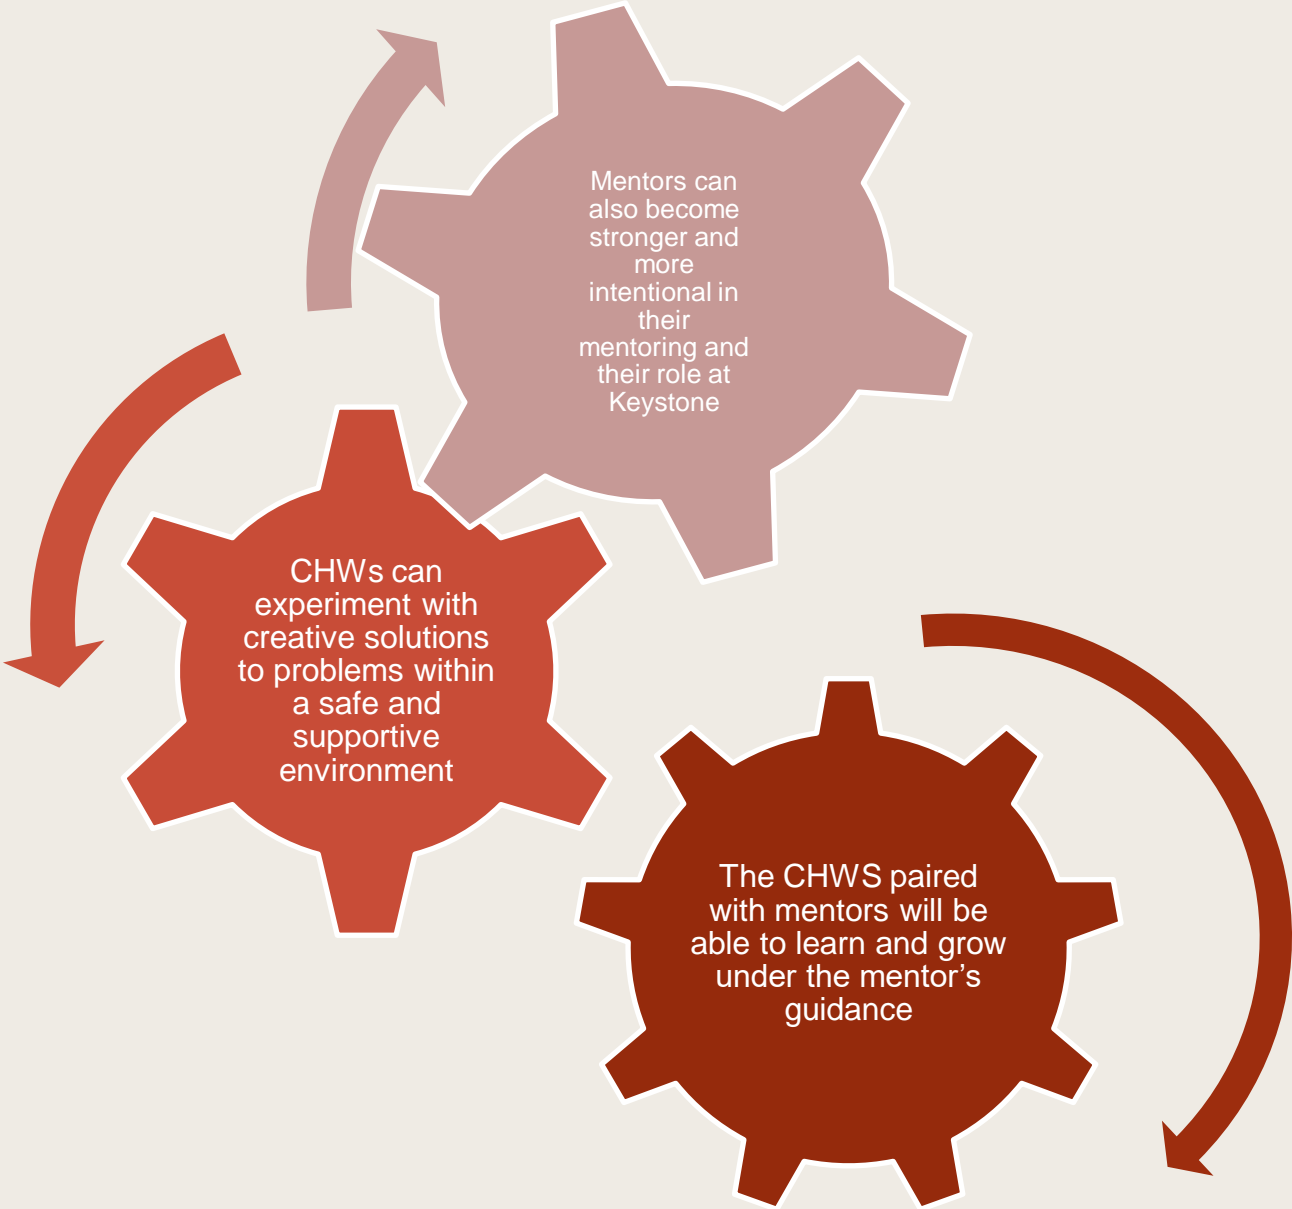 Mentors can
also become
stronger and
more
intentional in
their
mentoring and
their role at
Keystone
CHWs can
experiment with
creative solutions
to problems within
a safe and
supportive
environment
The CHWS paired
with mentors will be
able to learn and grow
under the mentor’s
guidance